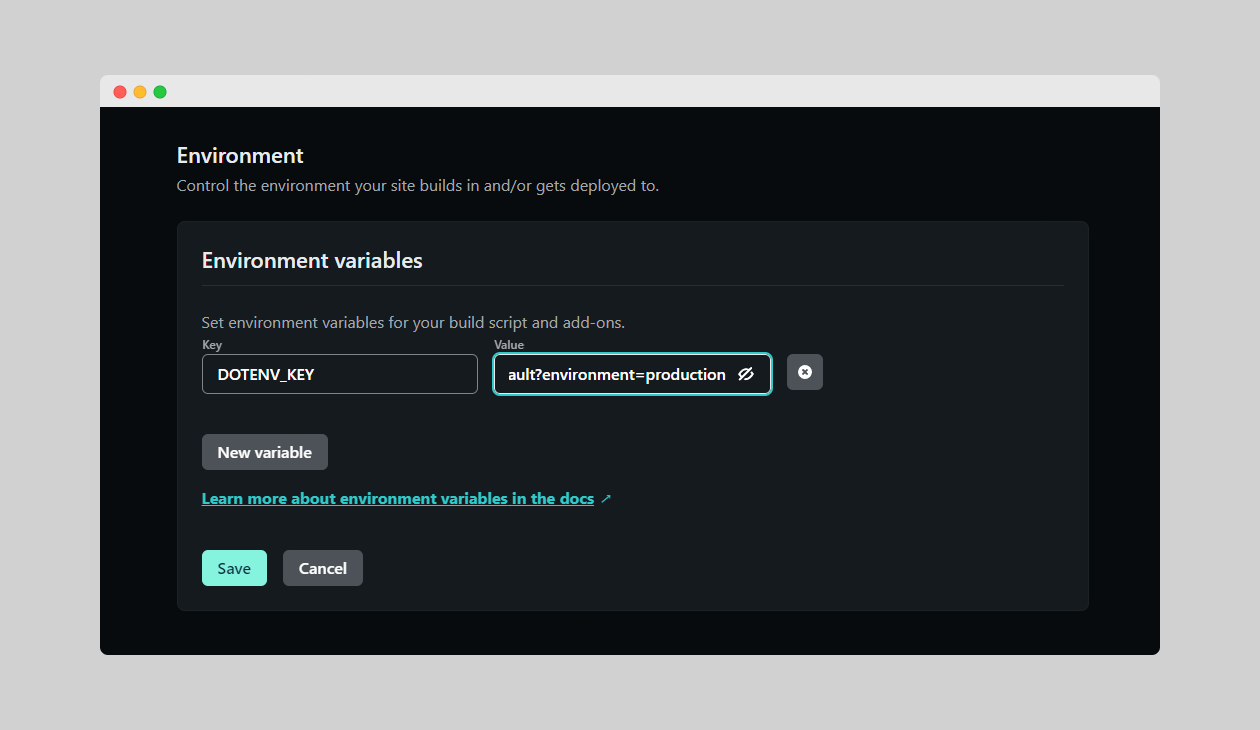 Environment
Control the environment your site builds in and/or gets deployed to.
Environment variables
Set environment variables for your build script and add-ons.
Key Value
DOTENV_KEY ault?environment=production
New variable
Learn more about environment variables in the docs ↗
Save Cancel